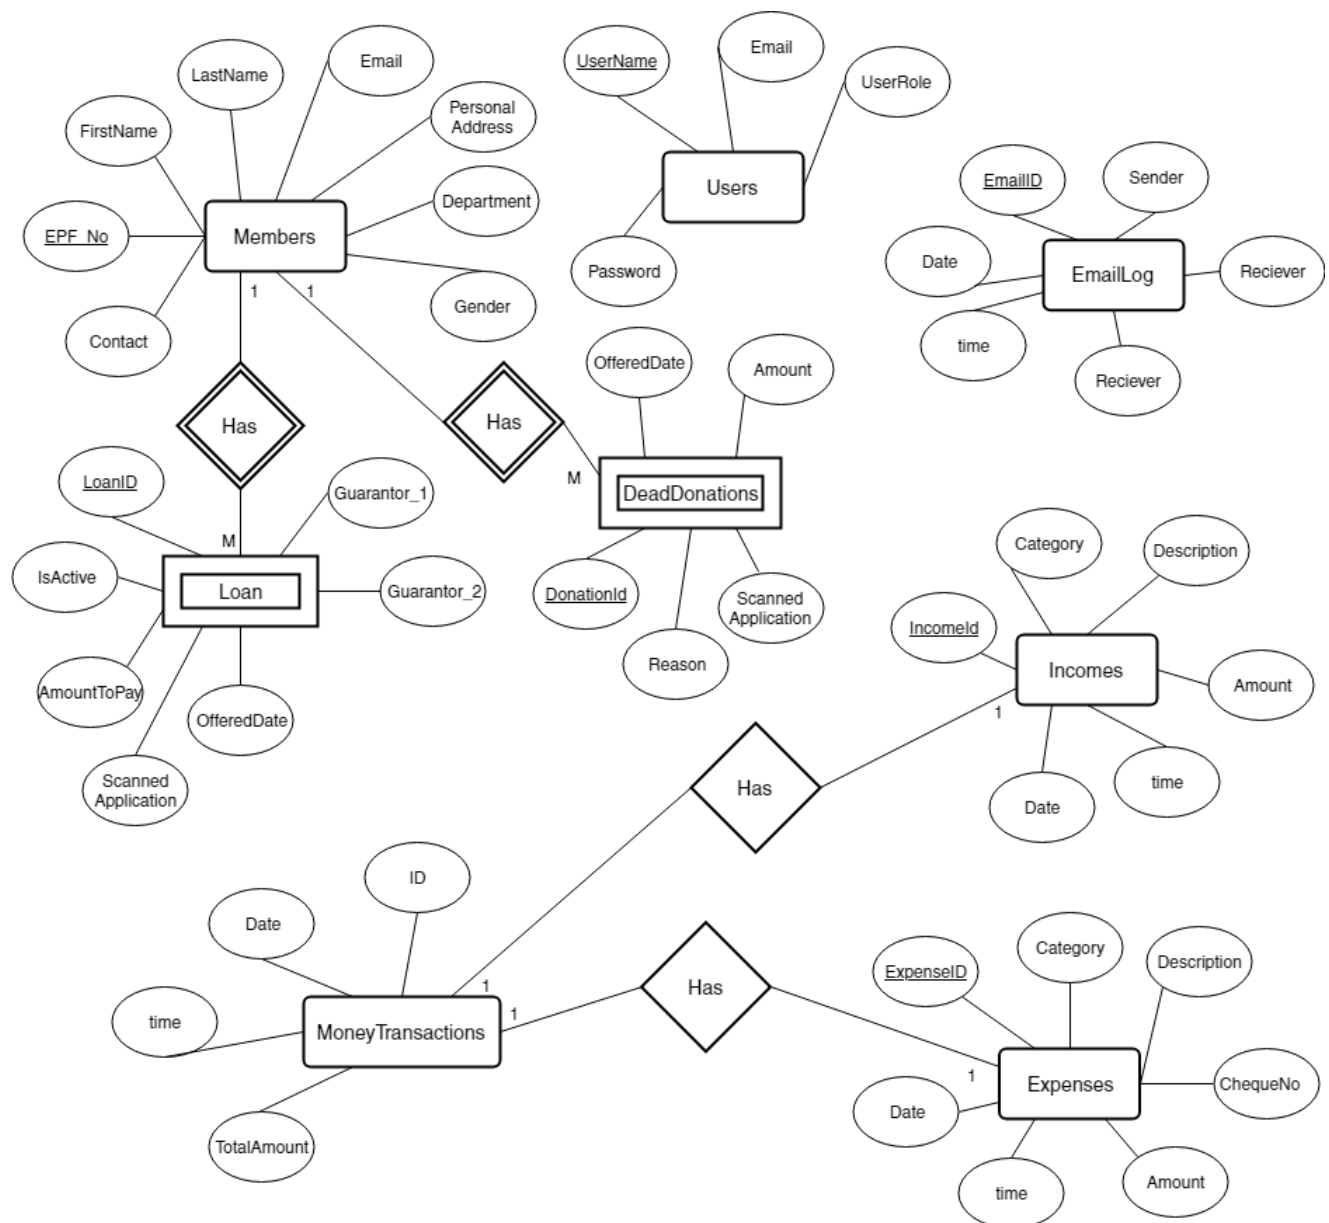 Email
LastName
Personal
Address
FirstName
Department
EPF_No
Members
Gender
Contact
1
1
UserName
Email
UserRole
Users
Password
EmailID
Sender
Date
EmailLog
Reciever
time
Reciever
Has
Has
OfferedDate
Amount
M
DeadDonations
DonationId
Scanned
Application
Reason
LoanID
Guarantor_1
M
IsActive
Loan
Guarantor_2
AmountToPay
OfferedDate
Scanned
Application
Category
Description
IncomeId
Incomes
Amount
1
Date
time
Has
ID
Date
1
time
MoneyTransactions
1
TotalAmount
Has
ExpenseID
Category
Description
1
Expenses
ChequeNo
Date
time
Amount